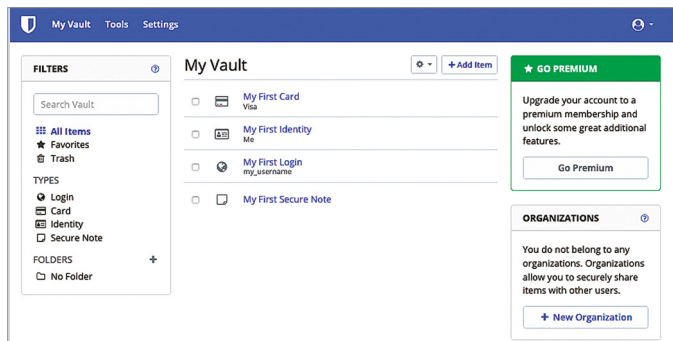 My Vault Tools Settings
FILTERS
Search Vault
All Items
Favorites
Trash
TYPES
Login
Card
Identity
Secure Note
FOLDERS
No Folder
My Vault
+ Add Item
My First Card
Visa
My First Identity
Me
My First Login
my_username
My First Secure Note
GO PREMIUM
Upgrade your account to a
premium membership and
unlock some great additional
features.
Go Premium
ORGANIZATIONS
You do not belong to any
organizations. Organizations
allow you to securely share
items with other users.
+ New Organization